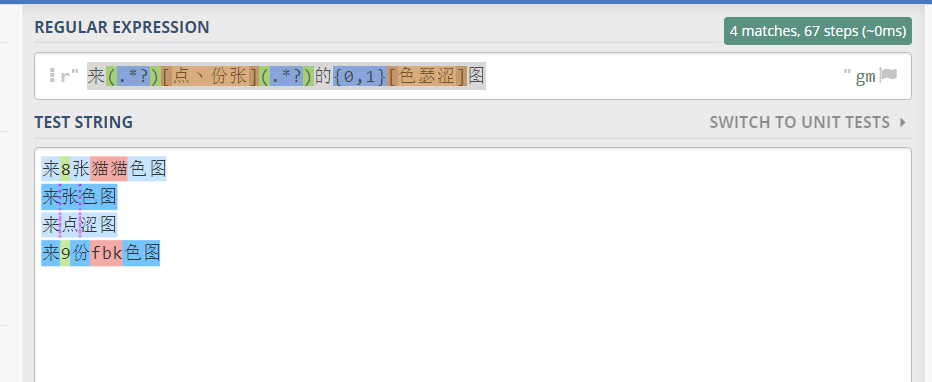 REGULAR EXPRESSION
4 matches, 67 steps (~0ms)
r" 来(.*?)[点丶份张](.*?)的{0,1}[色瑟涩]图 " gm
TEST STRING
SWITCH TO UNIT TESTS
来8张猫猫色图
来张色图
来点涩图
来9份fbk色图